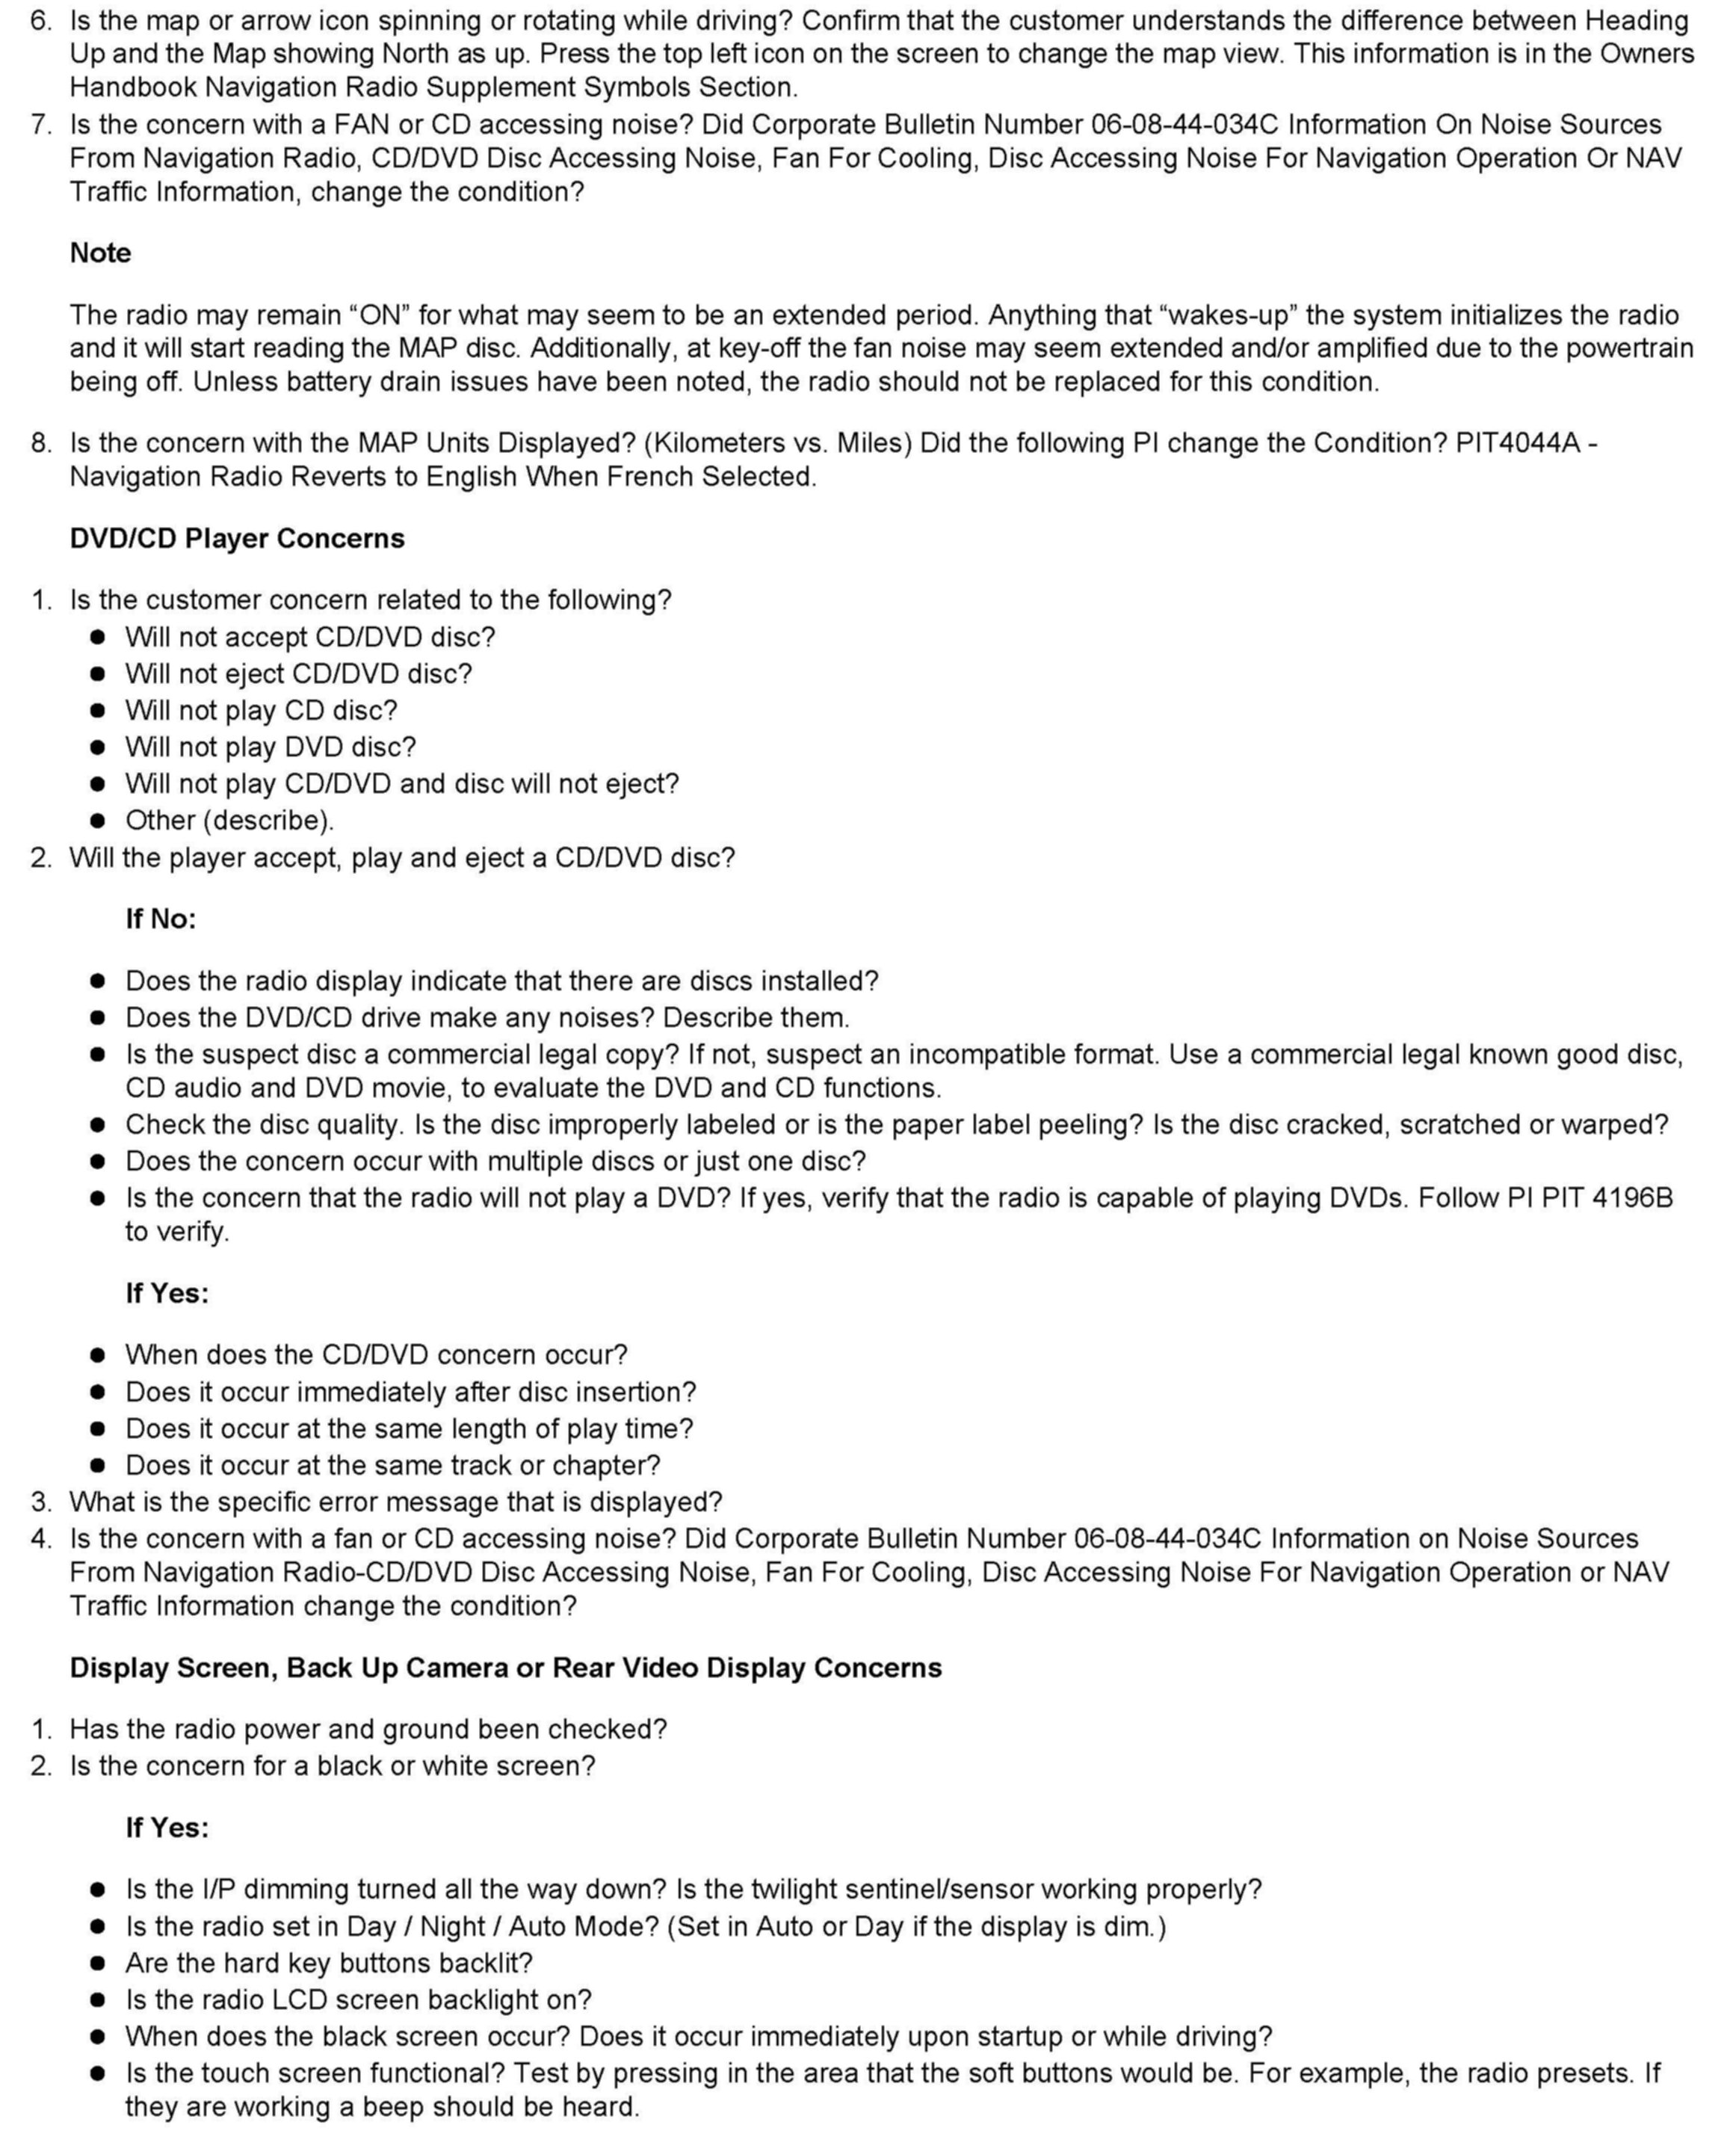 6. Is the map or arrow icon spinning or rotating while driving? Confirm that the customer understands the difference between Heading
Up and the Map showing North as up. Press the top left icon on the screen to change the map view. This information is in the Owners
Handbook Navigation Radio Supplement Symbols Section.
7. Is the concern with a FAN or CD accessing noise? Did Corporate Bulletin Number 06-08-44-034C Information On Noise Sources
From Navigation Radio, CD/DVD Disc Accessing Noise, Fan For Cooling, Disc Accessing Noise For Navigation Operation Or NAV
Traffic Information, change the condition?
Note
The radio may remain “ON” for what may seem to be an extended period. Anything that “wakes-up” the system initializes the radio
and it will start reading the MAP disc. Additionally, at key-off the fan noise may seem extended and/or amplified due to the powertrain
being off. Unless battery drain issues have been noted, the radio should not be replaced for this condition.
8. Is the concern with the MAP Units Displayed? (Kilometers vs. Miles) Did the following PI change the Condition? PIT4044A -
Navigation Radio Reverts to English When French Selected.
DVD/CD Player Concerns
1. Is the customer concern related to the following?
● Will not accept CD/DVD disc?
● Will not eject CD/DVD disc?
● Will not play CD disc?
● Will not play DVD disc?
● Will not play CD/DVD and disc will not eject?
● Other (describe).
2. Will the player accept, play and eject a CD/DVD disc?
If No:
● Does the radio display indicate that there are discs installed?
● Does the DVD/CD drive make any noises? Describe them.
● Is the suspect disc a commercial legal copy? If not, suspect an incompatible format. Use a commercial legal known good disc,
CD audio and DVD movie, to evaluate the DVD and CD functions.
● Check the disc quality. Is the disc improperly labeled or is the paper label peeling? Is the disc cracked, scratched or warped?
● Does the concern occur with multiple discs or just one disc?
● Is the concern that the radio will not play a DVD? If yes, verify that the radio is capable of playing DVDs. Follow PI PIT 4196B
to verify.
If Yes:
● When does the CD/DVD concern occur?
● Does it occur immediately after disc insertion?
● Does it occur at the same length of play time?
● Does it occur at the same track or chapter?
3. What is the specific error message that is displayed?
4. Is the concern with a fan or CD accessing noise? Did Corporate Bulletin Number 06-08-44-034C Information on Noise Sources
From Navigation Radio-CD/DVD Disc Accessing Noise, Fan For Cooling, Disc Accessing Noise For Navigation Operation or NAV
Traffic Information change the condition?
Display Screen, Back Up Camera or Rear Video Display Concerns
1. Has the radio power and ground been checked?
2. Is the concern for a black or white screen?
If Yes:
● Is the I/P dimming turned all the way down? Is the twilight sentinel/sensor working properly?
● Is the radio set in Day / Night / Auto Mode? (Set in Auto or Day if the display is dim.)
● Are the hard key buttons backlit?
● Is the radio LCD screen backlight on?
● When does the black screen occur? Does it occur immediately upon startup or while driving?
● Is the touch screen functional? Test by pressing in the area that the soft buttons would be. For example, the radio presets. If
they are working a beep should be heard.